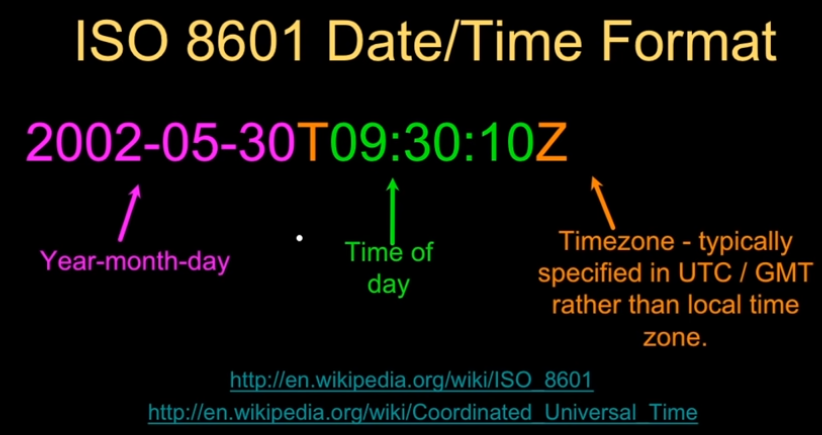 ISO 8601 Date/Time Format
2002-05-30T09:30:10Z
Year-month-day
Time of
day
Timezone - typically
specified in UTC / GMT
rather than local time
zone.
http://en.wikipedia.org/wiki/ISO_8601
http://en.wikipedia.org/wiki/Coordinated_Universal_Time